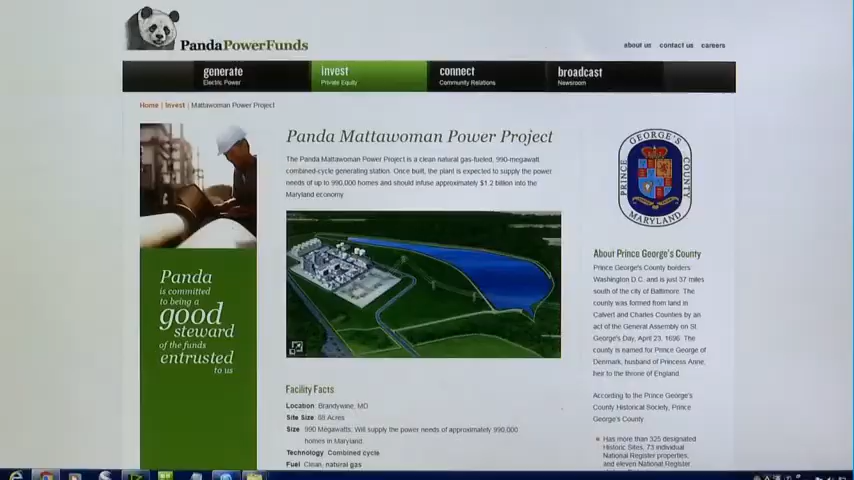 PandaPowerFunds
about us contact us careers
generate
Electric Power
invest
Private Equity
connect
Community Relations
broadcast
Newsroom
Home | Invest | Mattawoman Power Project
Panda Mattawoman Power Project
The Panda Mattawoman Power Project is a clean natural gas-fueled, 990-megawatt
combined-cycle generating station. Once built, the plant is expected to supply the power
needs of up to 990,000 homes and should infuse approximately $1.2 billion into the
Maryland economy
Panda
is committed
to being a
good
steward
of the funds
entrusted
to us
Facility Facts
Location: Brandywine, MD
Site Size: 88 Acres
Size 990 Megawatts; Will supply the power needs of approximately 990,000
homes in Maryland.
Technology Combined cycle
Fuel Clean, natural gas
PRINCE GEORGE'S COUNTY
MARYLAND
About Prince George's County
Prince George's County borders
Washington D.C. and is just 37 miles
south of the city of Baltimore. The
county was formed from land in
Calvert and Charles Counties by an
act of the General Assembly on St.
George's Day, April 23, 1696. The
county is named for Prince George of
Denmark, husband of Princess Anne,
heir to the throne of England.
According to the Prince George's
County Historical Society, Prince
George's County
Has more than 325 designated
Historic Sites, 73 individual
National Register properties,
and eleven National Register